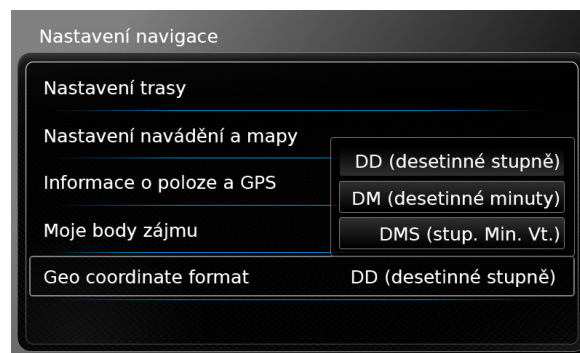 Nastavení navigace
Nastavení trasy
Nastavení navádění a mapy
DD (desetinné stupně)
Informace o poloze a GPS
DM (desetinné minuty)
Moje body zájmu
DMS (stup. Min. Vt.)
Geo coordinate format DD (desetinné stupně)